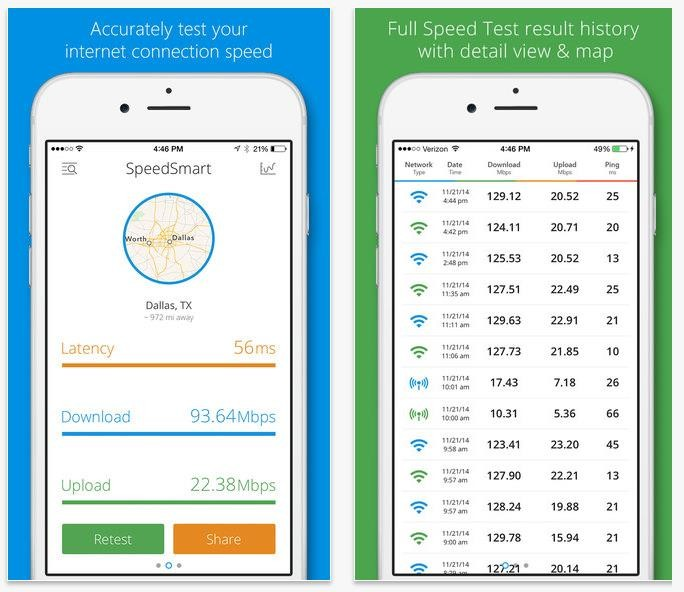 Accurately test your
internet connection speed
4:46 PM
21%
SpeedSmart
Worth
Dallas
Dallas, TX
~ 972 mi away
Latency 56ms
Download 93.64Mbps
Upload 22.38Mbps
Retest Share
Full Speed Test result history
with detail view & map
Verizon 4:46 PM 49%
Network Date Download Upload Ping
Type Time Mbps Mbps ms
11/21/14
4:44 pm 129.12 20.52 25
11/21/14
4:42 pm 124.11 20.71 20
11/21/14
2:48 pm 125.53 20.52 13
11/21/14
11:35 am 127.51 22.49 25
11/21/14
11:11 am 129.63 22.91 21
11/21/14
11:06 am 127.73 21.85 10
11/21/14
10:01 am 17.43 7.18 26
11/21/14
10:00 am 10.31 5.36 66
11/21/14
9:58 am 123.41 23.20 45
11/21/14
9:57 am 127.90 22.21 13
11/21/14
9:57 am 128.24 19.88 21
11/21/14
9:00 am 129.78 15.94 21
11/21/14
127.21 20.14 21